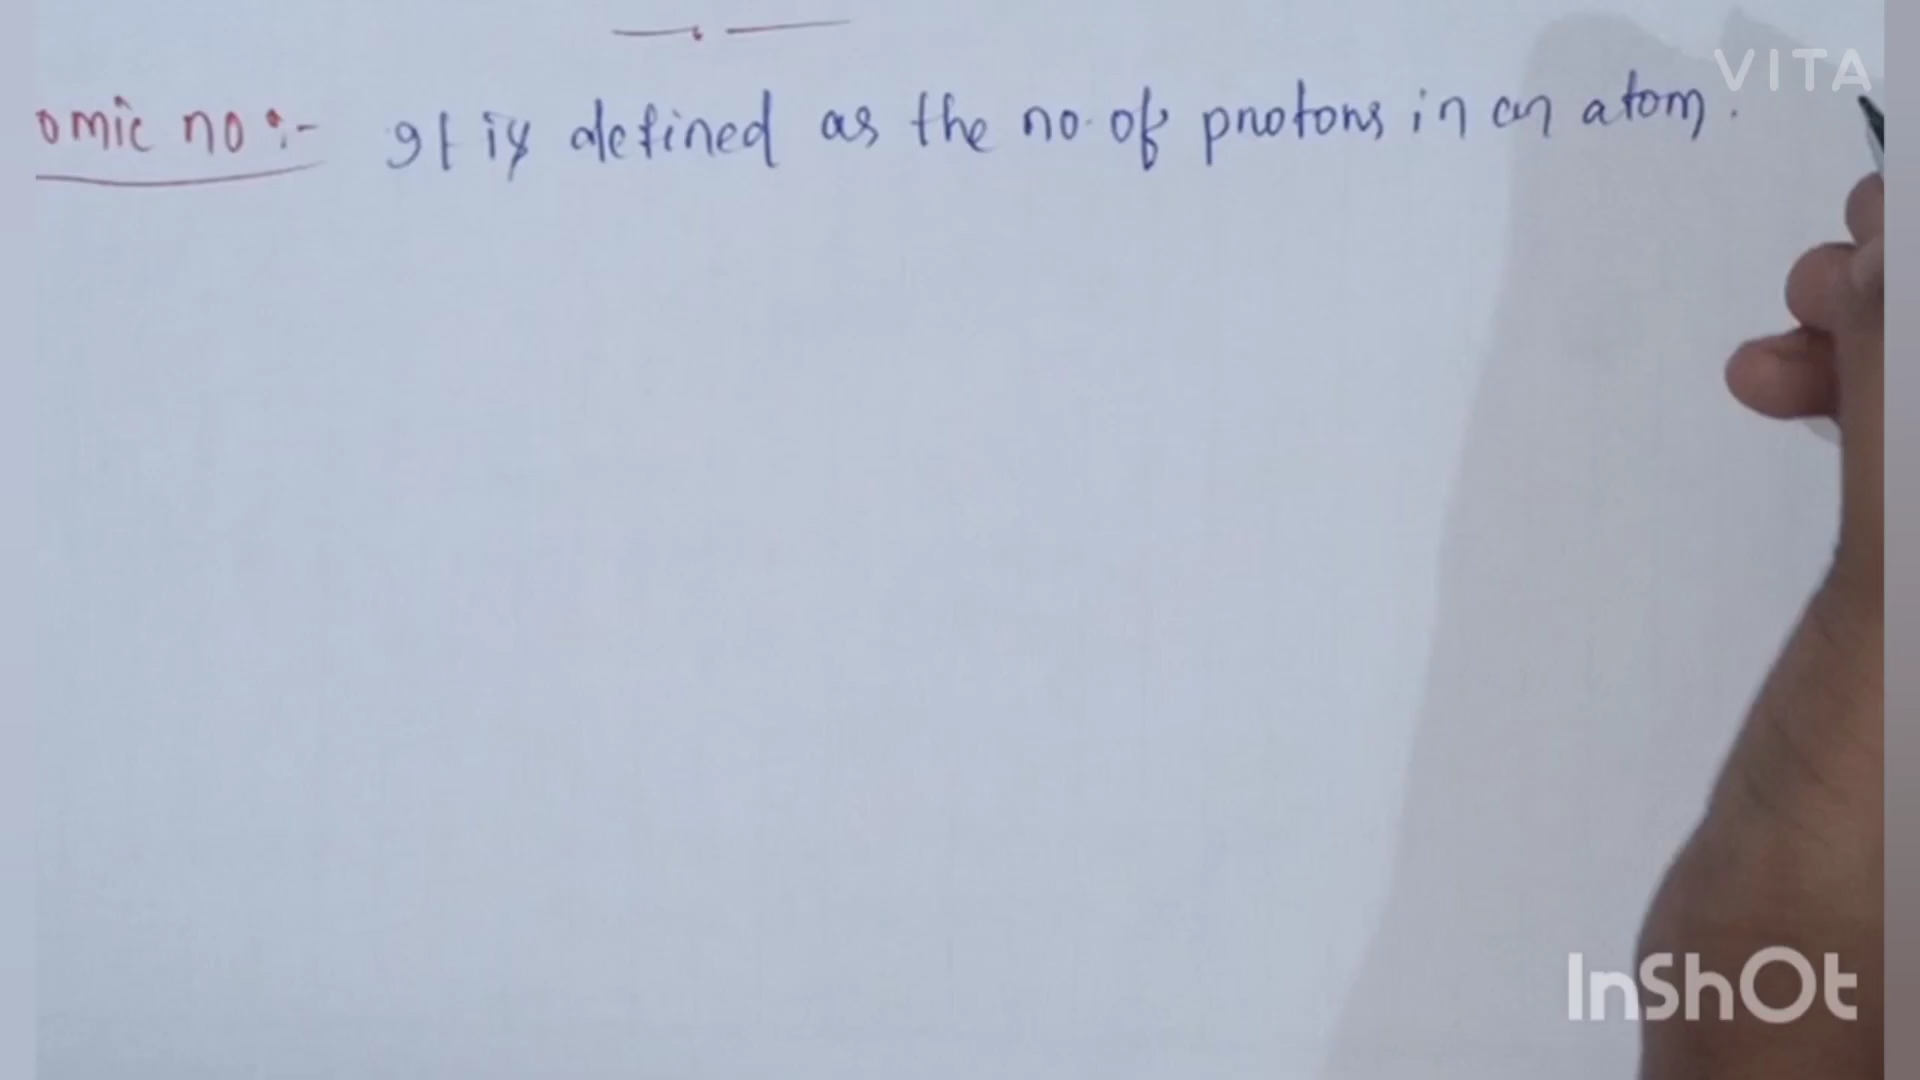 VITA
omic no:- It is defined as the no. of protons in an atom.
InShOt